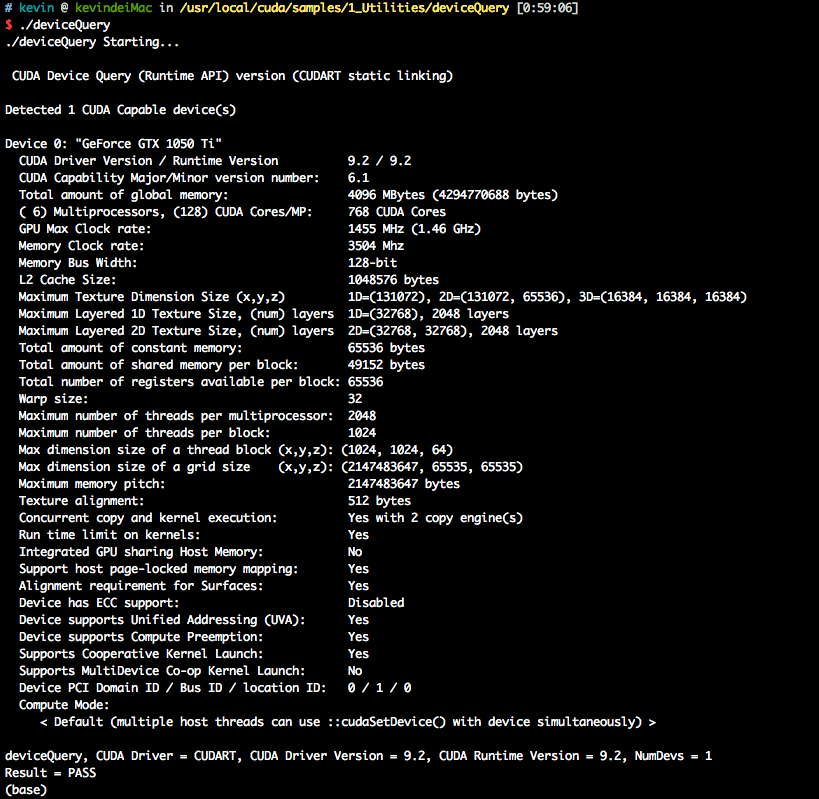 # kevin @ kevindeiMac in /usr/local/cuda/samples/1_Utilities/deviceQuery [0:59:06]
$ ./deviceQuery
./deviceQuery Starting...
CUDA Device Query (Runtime API) version (CUDART static linking)
Detected 1 CUDA Capable device(s)
Device 0: "GeForce GTX 1050 Ti"
CUDA Driver Version / Runtime Version 9.2 / 9.2
CUDA Capability Major/Minor version number: 6.1
Total amount of global memory: 4096 MBytes (4294770688 bytes)
( 6) Multiprocessors, (128) CUDA Cores/MP: 768 CUDA Cores
GPU Max Clock rate: 1455 MHz (1.46 GHz)
Memory Clock rate: 3504 Mhz
Memory Bus Width: 128-bit
L2 Cache Size: 1048576 bytes
Maximum Texture Dimension Size (x,y,z) 1D=(131072), 2D=(131072, 65536), 3D=(16384, 16384, 16384)
Maximum Layered 1D Texture Size, (num) layers 1D=(32768), 2048 layers
Maximum Layered 2D Texture Size, (num) layers 2D=(32768, 32768), 2048 layers
Total amount of constant memory: 65536 bytes
Total amount of shared memory per block: 49152 bytes
Total number of registers available per block: 65536
Warp size: 32
Maximum number of threads per multiprocessor: 2048
Maximum number of threads per block: 1024
Max dimension size of a thread block (x,y,z): (1024, 1024, 64)
Max dimension size of a grid size (x,y,z): (2147483647, 65535, 65535)
Maximum memory pitch: 2147483647 bytes
Texture alignment: 512 bytes
Concurrent copy and kernel execution: Yes with 2 copy engine(s)
Run time limit on kernels: Yes
Integrated GPU sharing Host Memory: No
Support host page-locked memory mapping: Yes
Alignment requirement for Surfaces: Yes
Device has ECC support: Disabled
Device supports Unified Addressing (UVA): Yes
Device supports Compute Preemption: Yes
Supports Cooperative Kernel Launch: Yes
Supports MultiDevice Co-op Kernel Launch: No
Device PCI Domain ID / Bus ID / location ID: 0 / 1 / 0
Compute Mode:
< Default (multiple host threads can use ::cudaSetDevice() with device simultaneously) >
deviceQuery, CUDA Driver = CUDART, CUDA Driver Version = 9.2, CUDA Runtime Version = 9.2, NumDevs = 1
Result = PASS
(base)